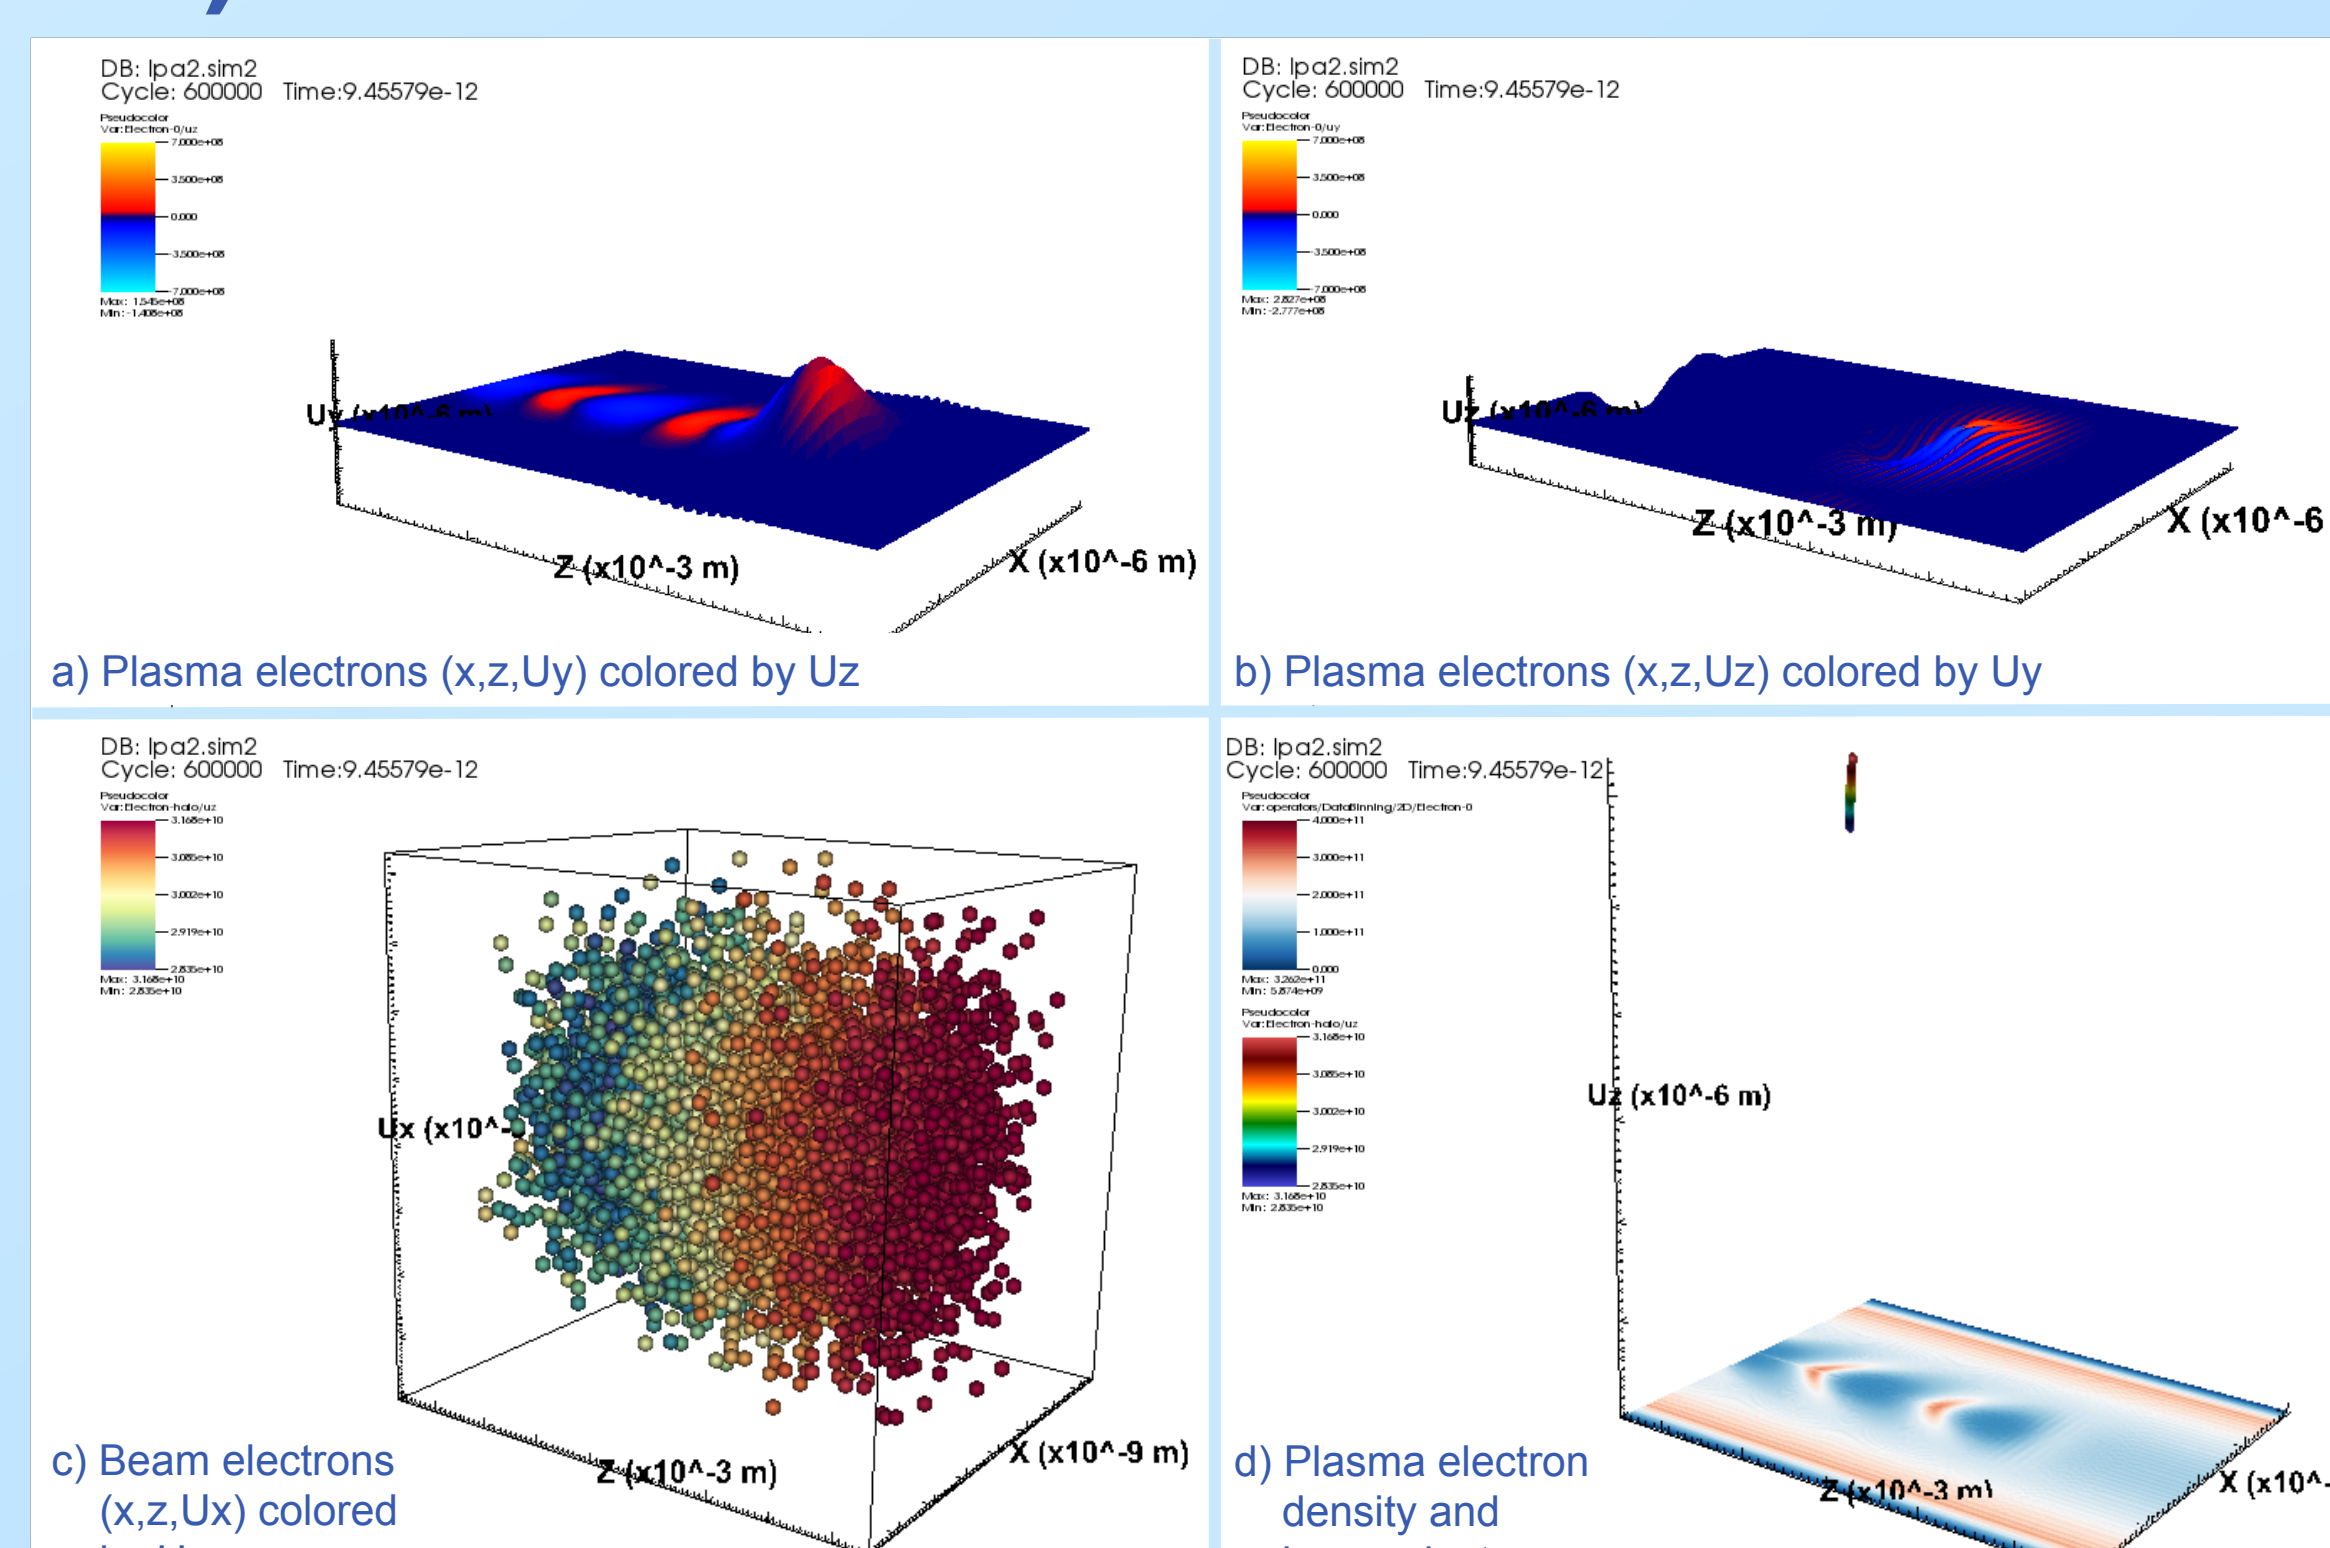 DB: lpa2.sim2
Cycle: 600000 Time:9.45579e-12
Pseudocolor
Var: Electron-0/uz
7.000e+08
3.500e+08
0.000
-3.500e+08
-7.000e+08
Max: 1.545e+08
Min: -1.408e+08
Uy (x10^-6 m)
Z (x10^-3 m)
X (x10^-6 m)
a) Plasma electrons (x,z,Uy) colored by Uz
DB: lpa2.sim2
Cycle: 600000 Time:9.45579e-12
Pseudocolor
Var: Electron-0/uy
7.000e+08
3.500e+08
0.000
-3.500e+08
-7.000e+08
Max: 2.827e+08
Min: -2.777e+08
Uz (x10^-6 m)
Z (x10^-3 m)
X (x10^-6
b) Plasma electrons (x,z,Uz) colored by Uy
DB: lpa2.sim2
Cycle: 600000 Time:9.45579e-12
Pseudocolor
Var: Electron-halo/uz
3.168e+10
3.085e+10
3.002e+10
2.919e+10
2.835e+10
Max: 3.168e+10
Min: 2.835e+10
Ux (x10^-
Z (x10^-3 m)
X (x10^-9 m)
c) Beam electrons
(x,z,Ux) colored
DB: lpa2.sim2
Cycle: 600000 Time:9.45579e-12
Pseudocolor
Var: operators/DataBinning/2D/Electron-0
4.000e+11
3.000e+11
2.000e+11
1.000e+11
0.000
Max: 3.262e+11
Min: 5.874e+09
Pseudocolor
Var: Electron-halo/uz
3.168e+10
3.085e+10
3.002e+10
2.919e+10
2.835e+10
Max: 3.168e+10
Min: 2.835e+10
Uz (x10^-6 m)
Z (x10^-3 m)
X (x10^-
d) Plasma electron
density and